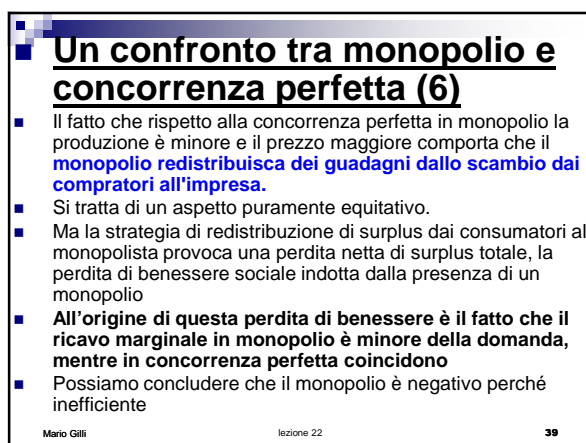 Un confronto tra monopolio e
concorrenza perfetta (6)
Il fatto che rispetto alla concorrenza perfetta in monopolio la
produzione è minore e il prezzo maggiore comporta che il
monopolio redistribuisca dei guadagni dallo scambio dai
compratori all'impresa.
Si tratta di un aspetto puramente equitativo.
Ma la strategia di redistribuzione di surplus dai consumatori al
monopolista provoca una perdita netta di surplus totale, la
perdita di benessere sociale indotta dalla presenza di un
monopolio
All’origine di questa perdita di benessere è il fatto che il
ricavo marginale in monopolio è minore della domanda,
mentre in concorrenza perfetta coincidono
Possiamo concludere che il monopolio è negativo perché
inefficiente
Mario Gilli lezione 22 39